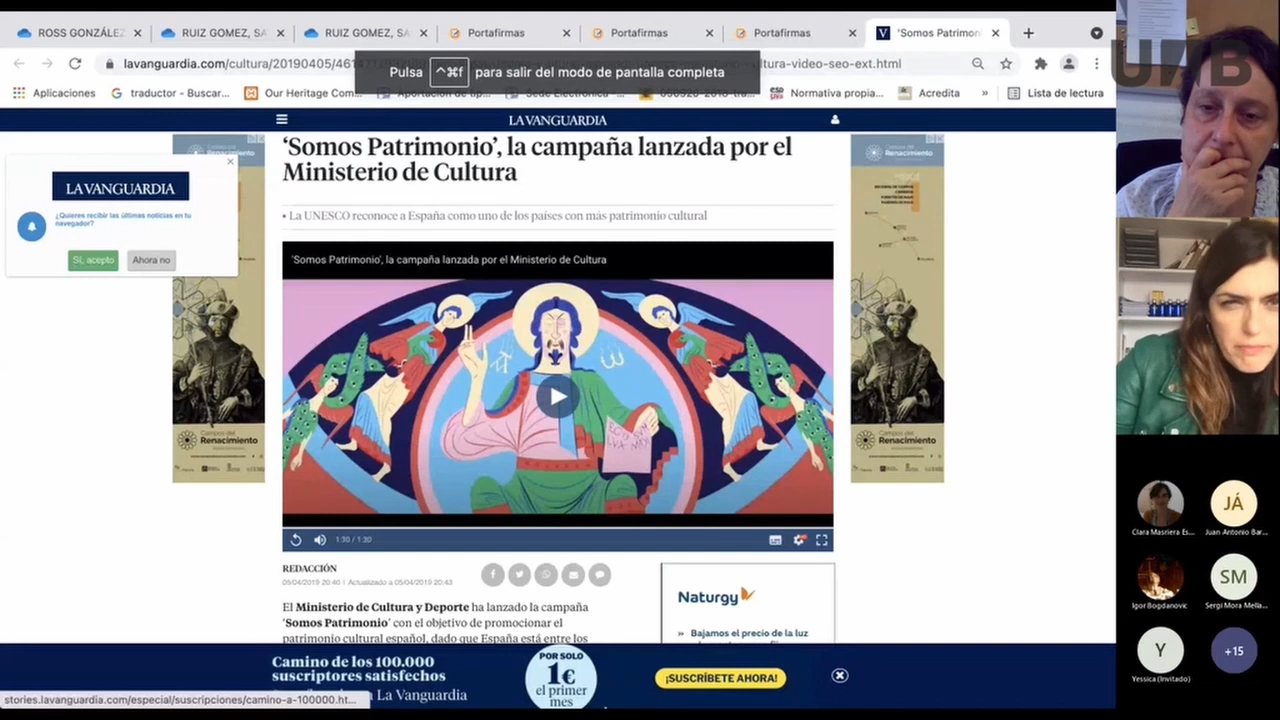 ROSS GONZÁLEZ
RUIZ GOMEZ, SA
RUIZ GOMEZ, SA
Portafirmas
Portafirmas
Portafirmas
'Somos Patrimon
lavanguardia.com/cultura/20190405/
ltura-video-seo-ext.html
Pulsa ^⌘f para salir del modo de pantalla completa
Aplicaciones
traductor - Buscar...
Our Heritage Com
Normativa propia...
Acredita
»
Lista de lectura
UAB
LA VANGUARDIA
'Somos Patrimonio', la campaña lanzada por el
Ministerio de Cultura
• La UNESCO reconoce a España como uno de los países con más patrimonio cultural
LA VANGUARDIA
¿Quieres recibir las últimas noticias en tu
navegador?
Sí, acepto
Ahora no
'Somos Patrimonio', la campaña lanzada por el Ministerio de Cultura
Campos del
Renacimiento
Campos del
Renacimiento
1:30 / 1:30
REDACCIÓN
05/04/2019 20:40 | Actualizado a 05/04/2019 20:43
El Ministerio de Cultura y Deporte ha lanzado la campaña
'Somos Patrimonio' con el objetivo de promocionar el
patrimonio cultural español, dado que España está entre los
Naturgy
» Bajamos el precio de la luz
Camino de los 100.000
suscriptores satisfechos
a La Vanguardia
POR SOLO
1€
el primer
mes
¡SUSCRÍBETE AHORA!
stories.lavanguardia.com/especial/suscripciones/camino-a-100000.ht...
Clara Masriera Es...
JÁ
Juan Antonio Bar...
Igor Bogdanovic
SM
Sergi Mora Mella...
Y
Yessica (Invitado)
+15